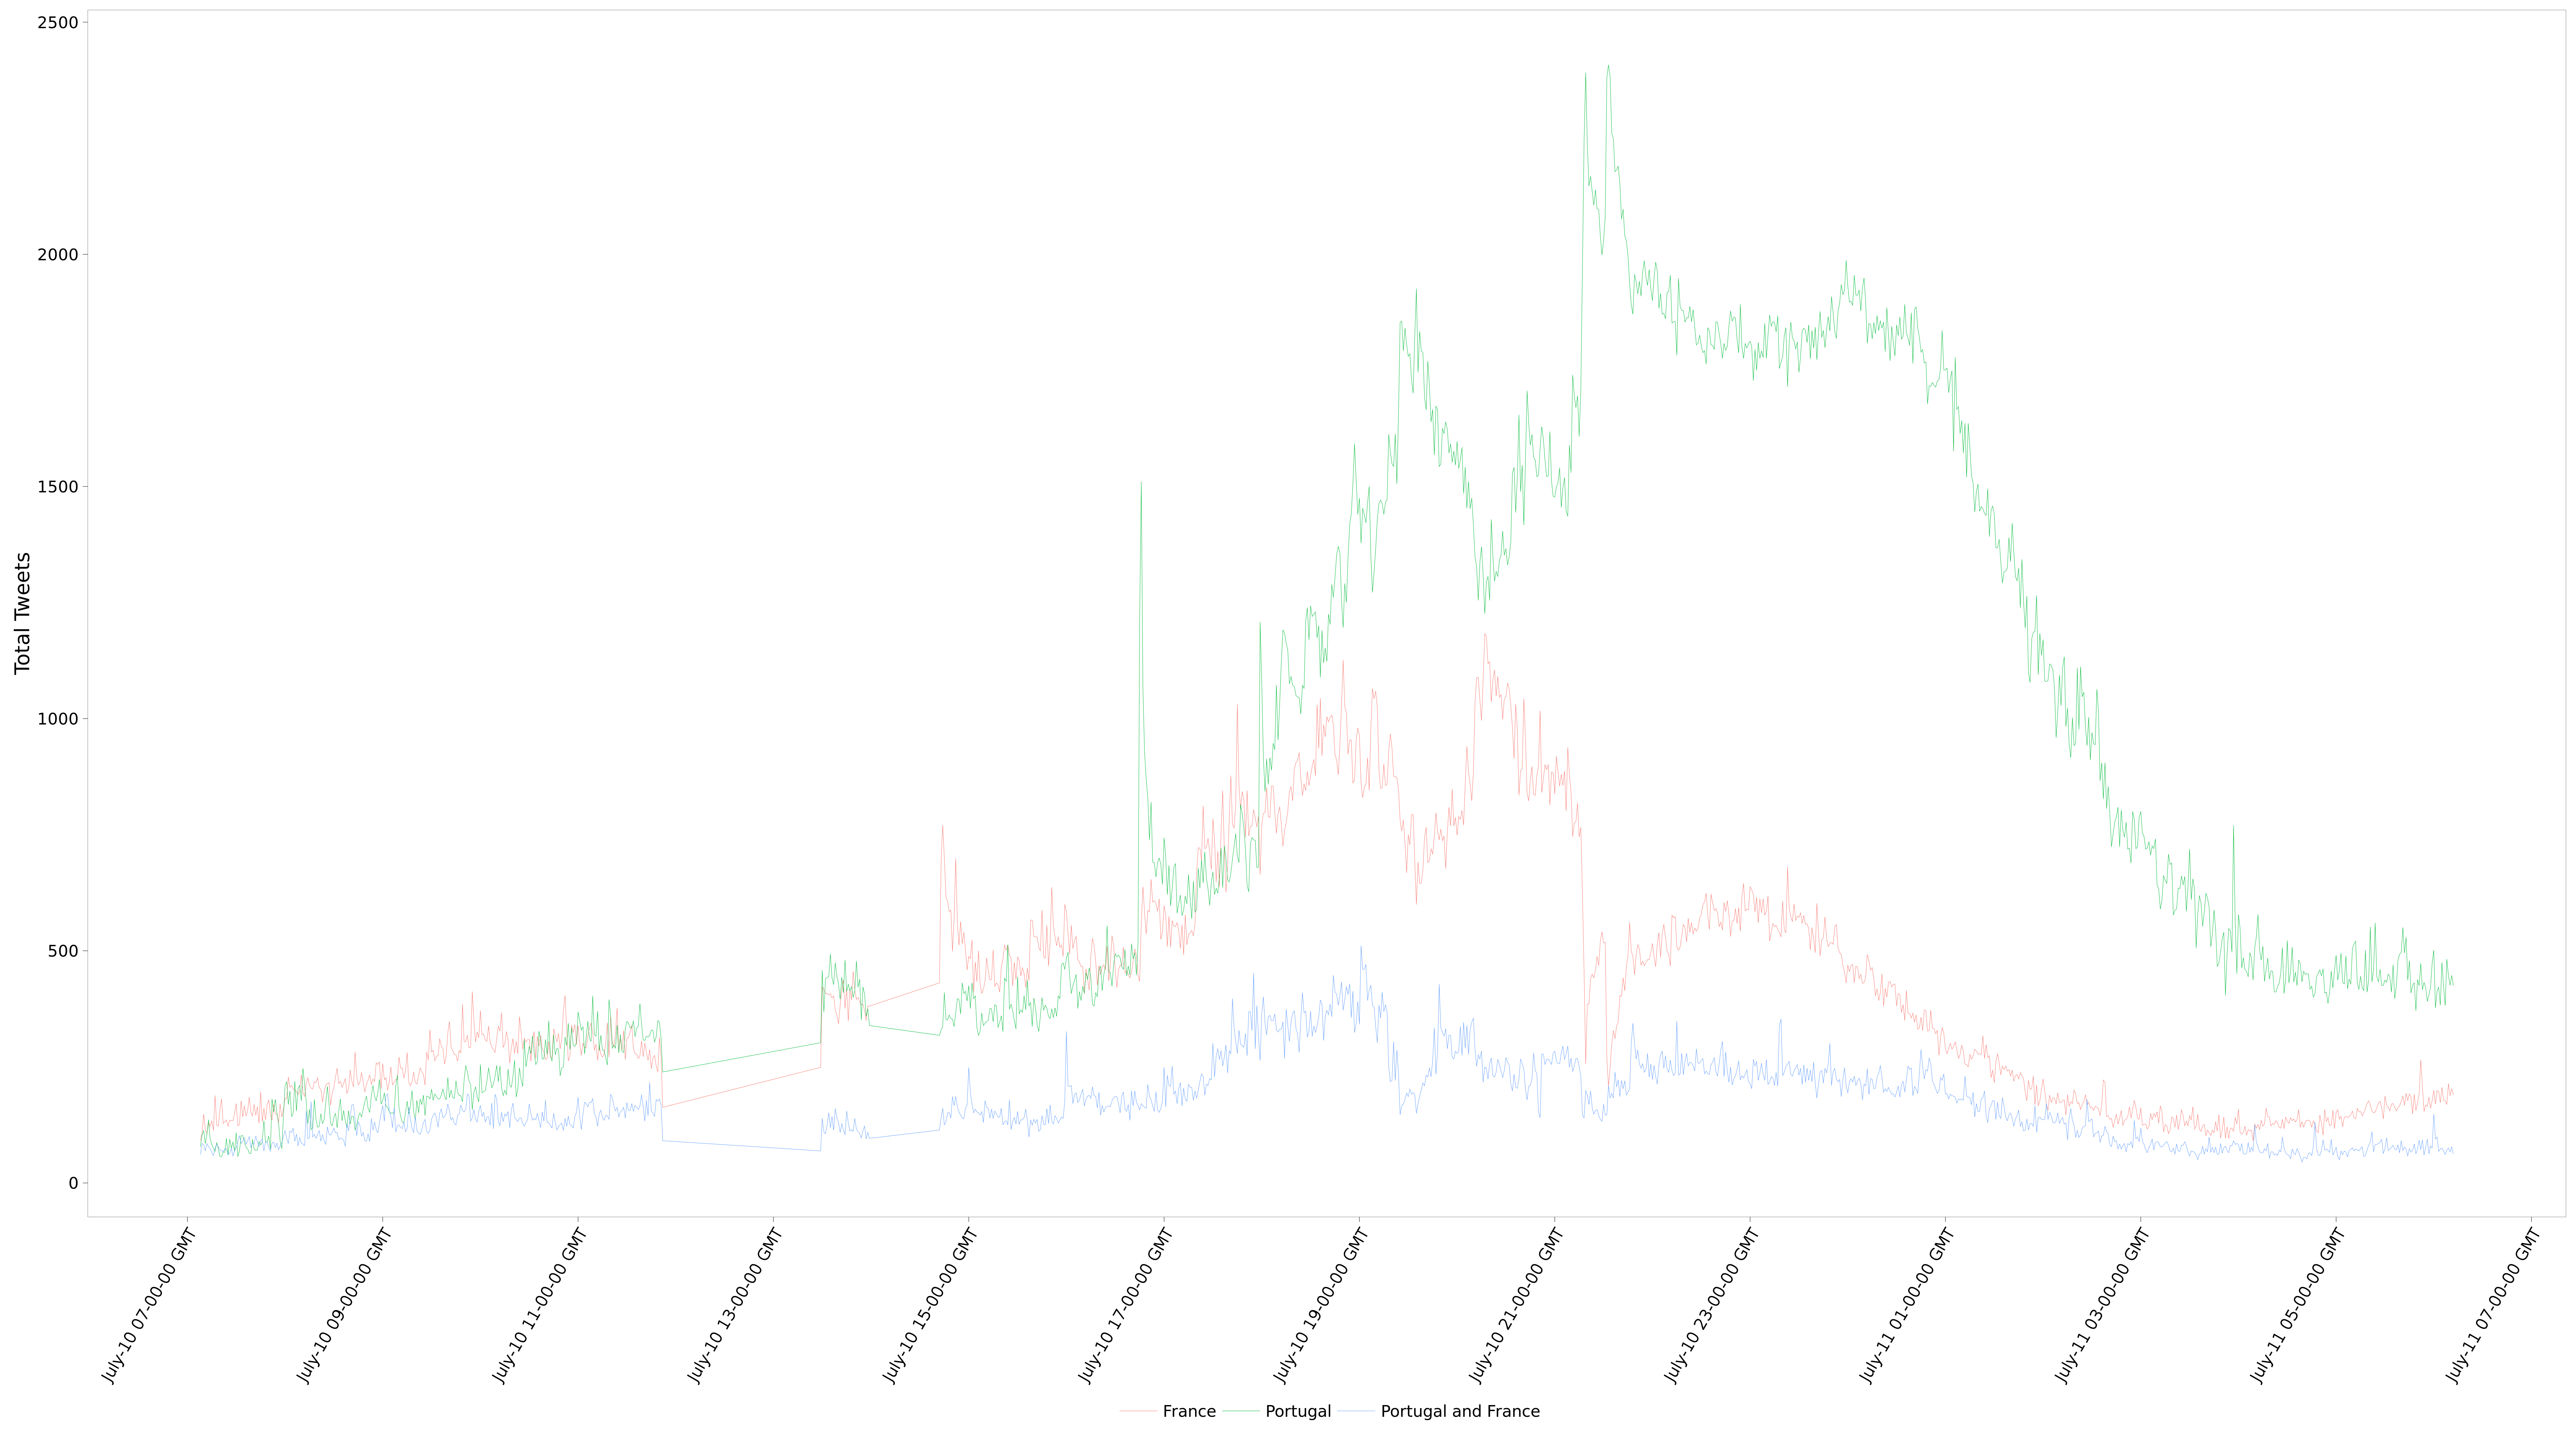 2500
2000
1500
1000
500
0
Total Tweets
July-10 07-00-00 GMT
July-10 09-00-00 GMT
July-10 11-00-00 GMT
July-10 13-00-00 GMT
July-10 15-00-00 GMT
July-10 17-00-00 GMT
July-10 19-00-00 GMT
July-10 21-00-00 GMT
July-10 23-00-00 GMT
July-11 01-00-00 GMT
July-11 03-00-00 GMT
July-11 05-00-00 GMT
July-11 07-00-00 GMT
France Portugal Portugal and France